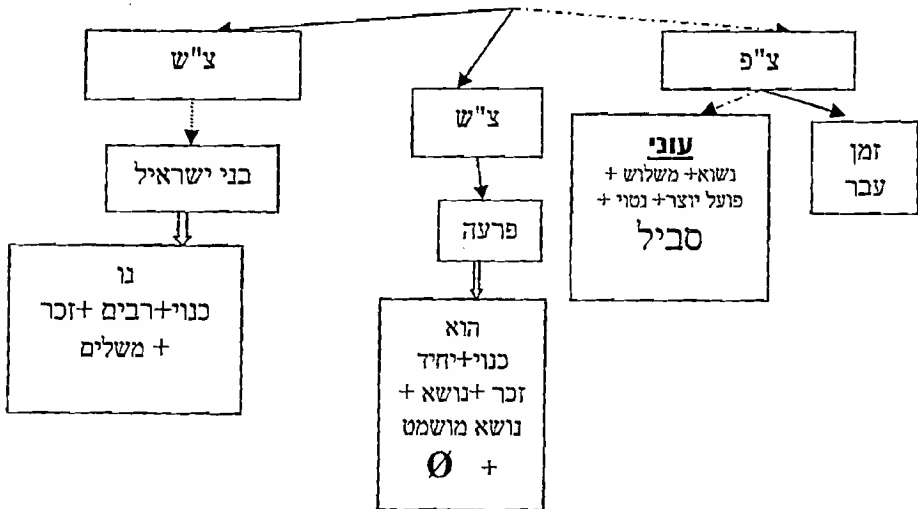 צ"פ
זמן
עבר
עוני
נשוא+ משלוש +
פועל יוצר+ נטוי +
סביל
צ"ש
פרעה
הוא
כנוי+יחיד
זכר +נושא +
נושא מושמט
+ Ø
צ"ש
בני ישראיל
נו
כנוי+רבים +זכר
+ משלים